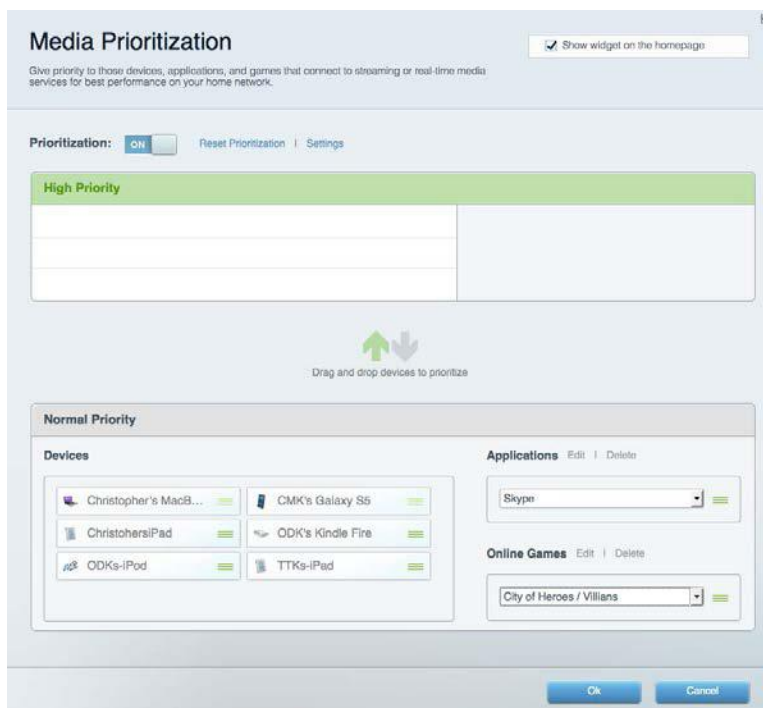 Media Prioritization
Show widget on the homepage
Give priority to those devices, applications, and games that connect to streaming or real-time media
services for best performance on your home network.
Prioritization: ON Reset Prioritization | Settings
High Priority
Drag and drop devices to prioritize
Normal Priority
Devices
Applications Edit | Delete
Christopher's MacB... CMK's Galaxy S5
Skype
ChristohersiPad ODK's Kindle Fire
ODKs-iPod TTKs-iPad
Online Games Edit | Delete
City of Heroes / Villians
Ok Cancel